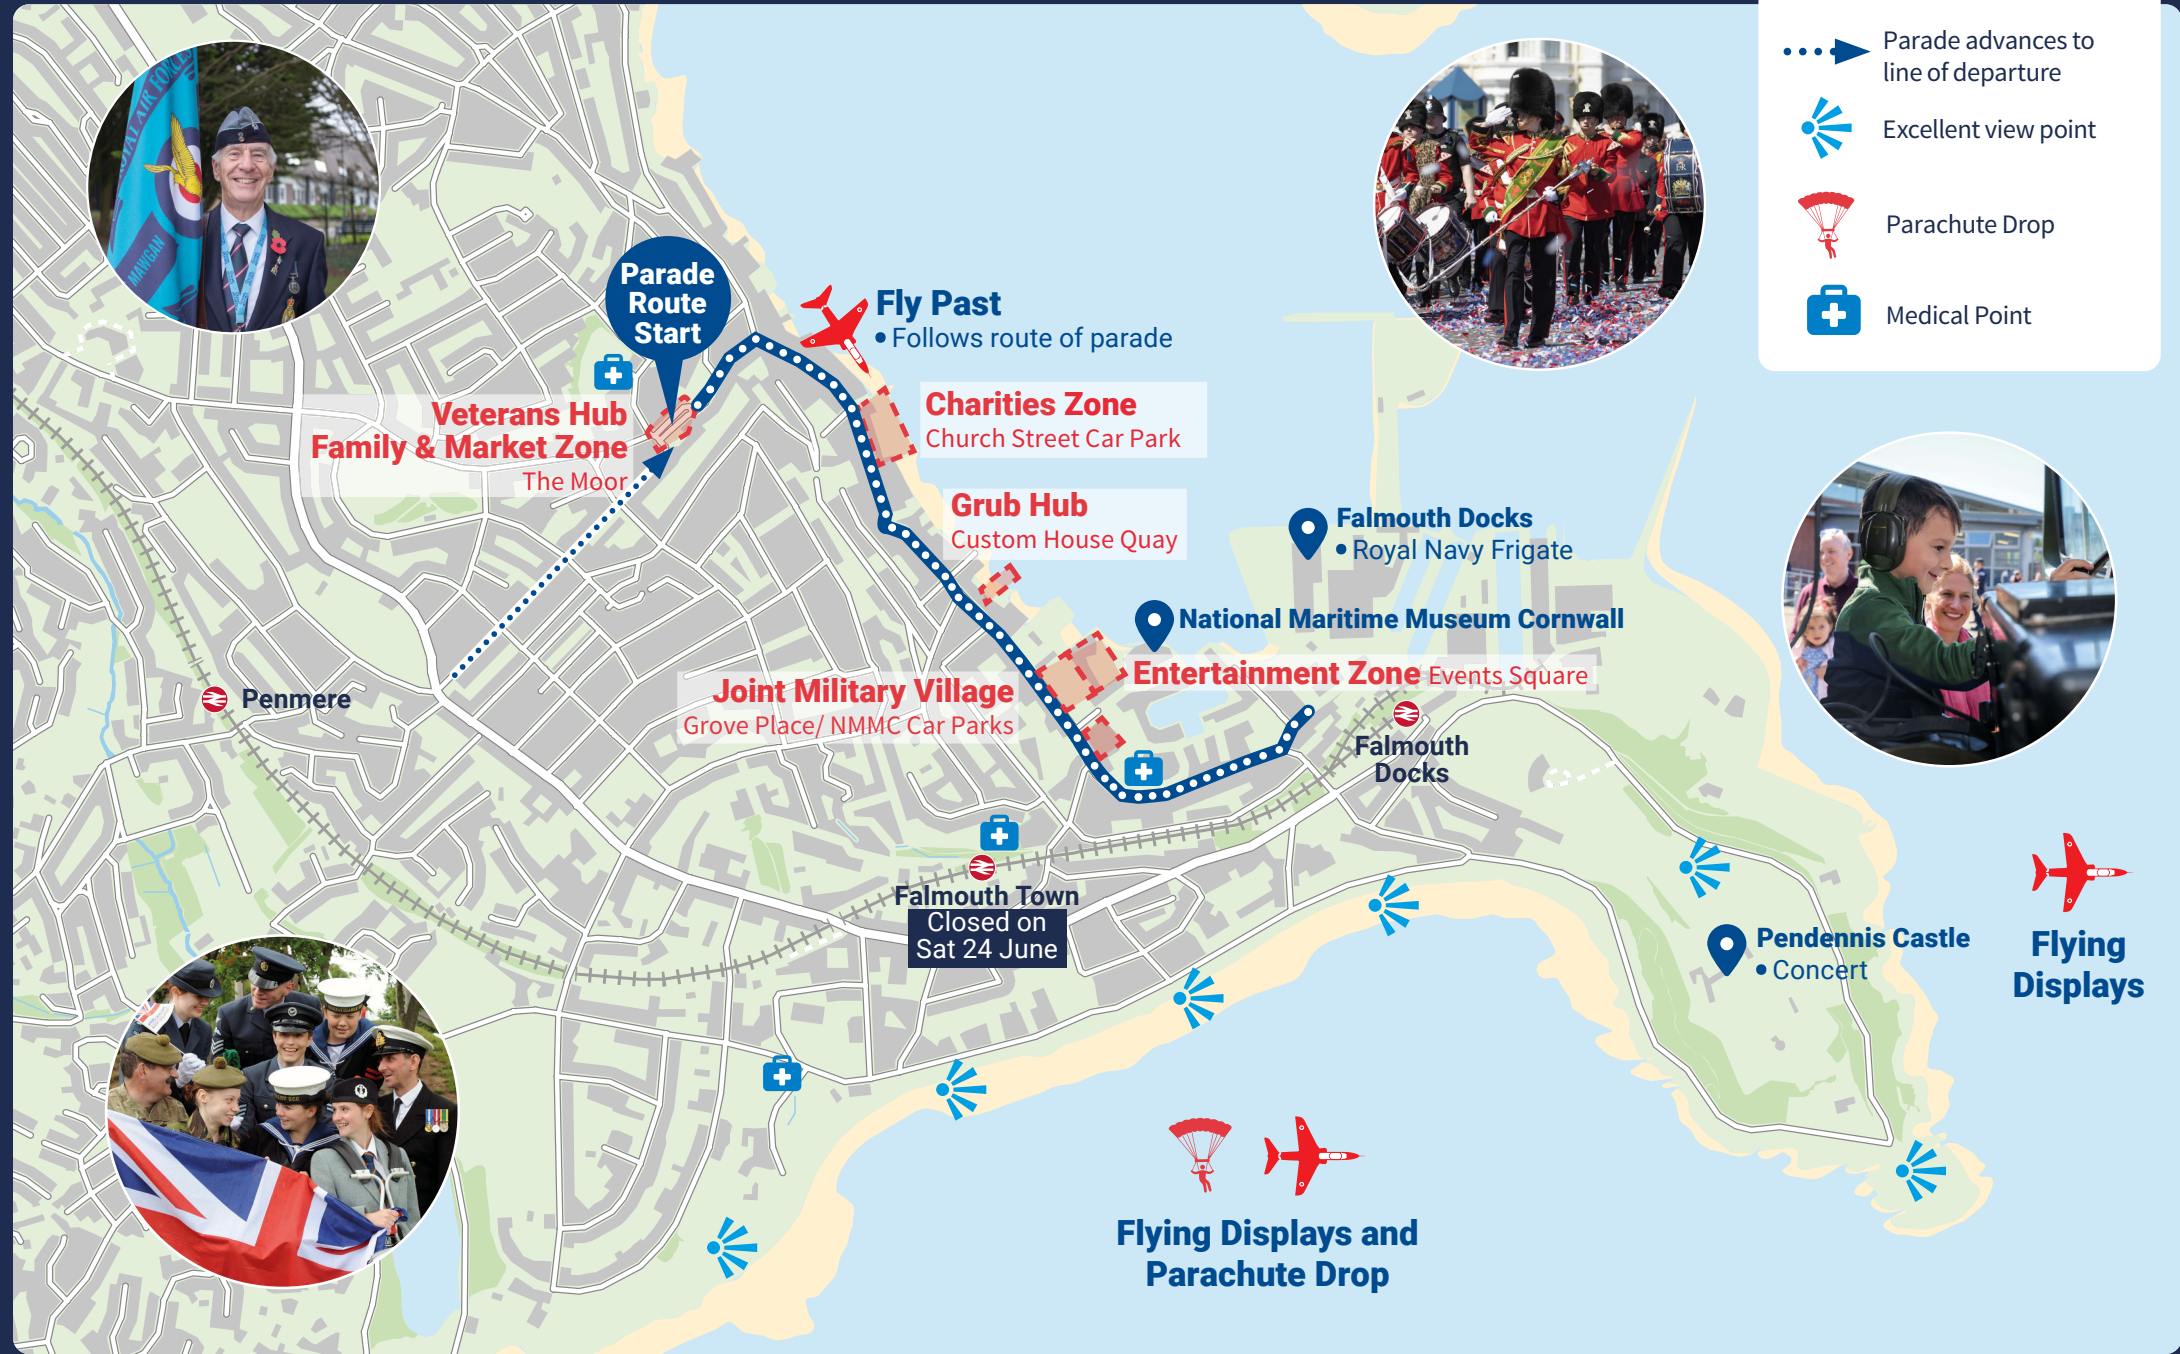 Parade advances to
line of departure
Excellent view point
Parachute Drop
Medical Point
ROYAL AIR FORCES
MAWGAN
Parade
Route
Start
Fly Past
• Follows route of parade
Veterans Hub
Family & Market Zone
The Moor
Charities Zone
Church Street Car Park
Grub Hub
Custom House Quay
Falmouth Docks
• Royal Navy Frigate
National Maritime Museum Cornwall
Entertainment Zone Events Square
Joint Military Village
Grove Place/ NMMC Car Parks
Penmere
Falmouth
Docks
Falmouth Town
Closed on
Sat 24 June
Pendennis Castle
• Concert
Flying
Displays
Flying Displays and
Parachute Drop